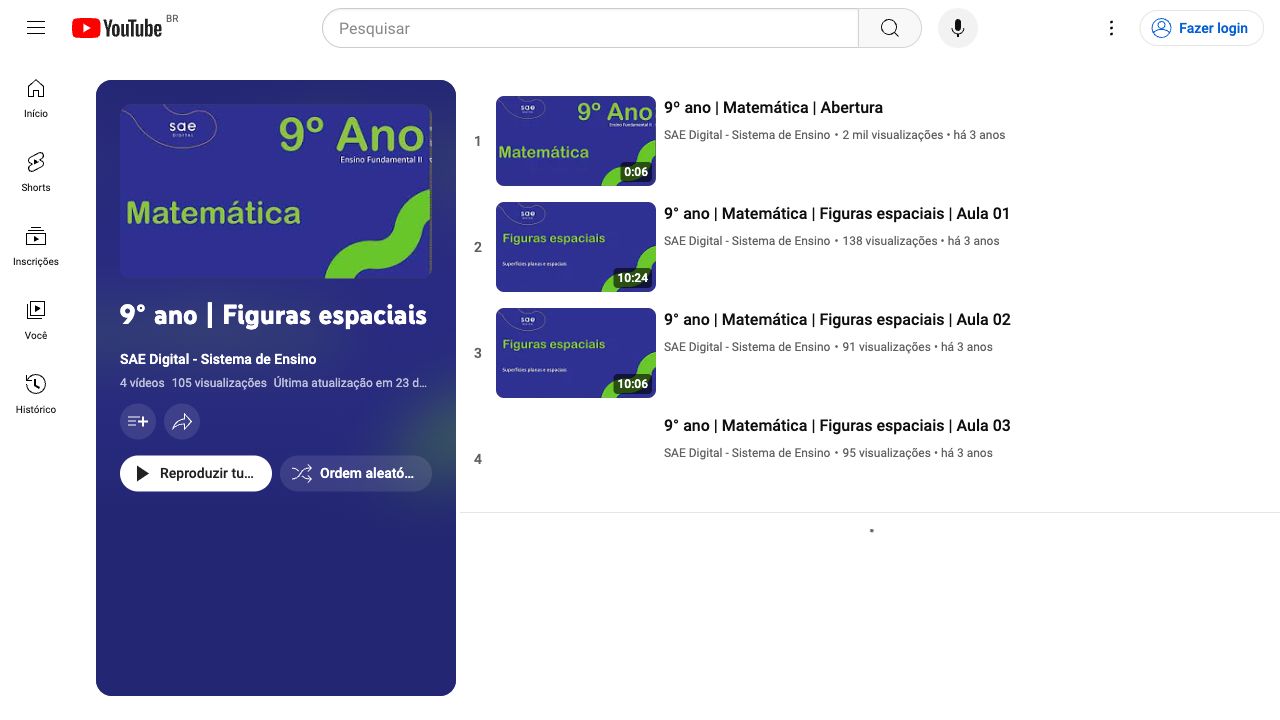 YouTube BR
Pesquisar
Fazer login
Início
Shorts
Inscrições
Você
Histórico
sae
DIGITAL
9º Ano
Ensino Fundamental II
Matemática
9° ano | Figuras espaciais
SAE Digital - Sistema de Ensino
4 vídeos 105 visualizações Última atualização em 23 d…
Reproduzir tu…
Ordem aleató…
1
sae
9º Ano
Ensino Fundamental II
Matemática
0:06
9º ano | Matemática | Abertura
SAE Digital - Sistema de Ensino • 2 mil visualizações • há 3 anos
2
sae
Figuras espaciais
Superfícies planas e espaciais
10:24
9° ano | Matemática | Figuras espaciais | Aula 01
SAE Digital - Sistema de Ensino • 138 visualizações • há 3 anos
3
sae
Figuras espaciais
Superfícies planas e espaciais
10:06
9° ano | Matemática | Figuras espaciais | Aula 02
SAE Digital - Sistema de Ensino • 91 visualizações • há 3 anos
4
9° ano | Matemática | Figuras espaciais | Aula 03
SAE Digital - Sistema de Ensino • 95 visualizações • há 3 anos